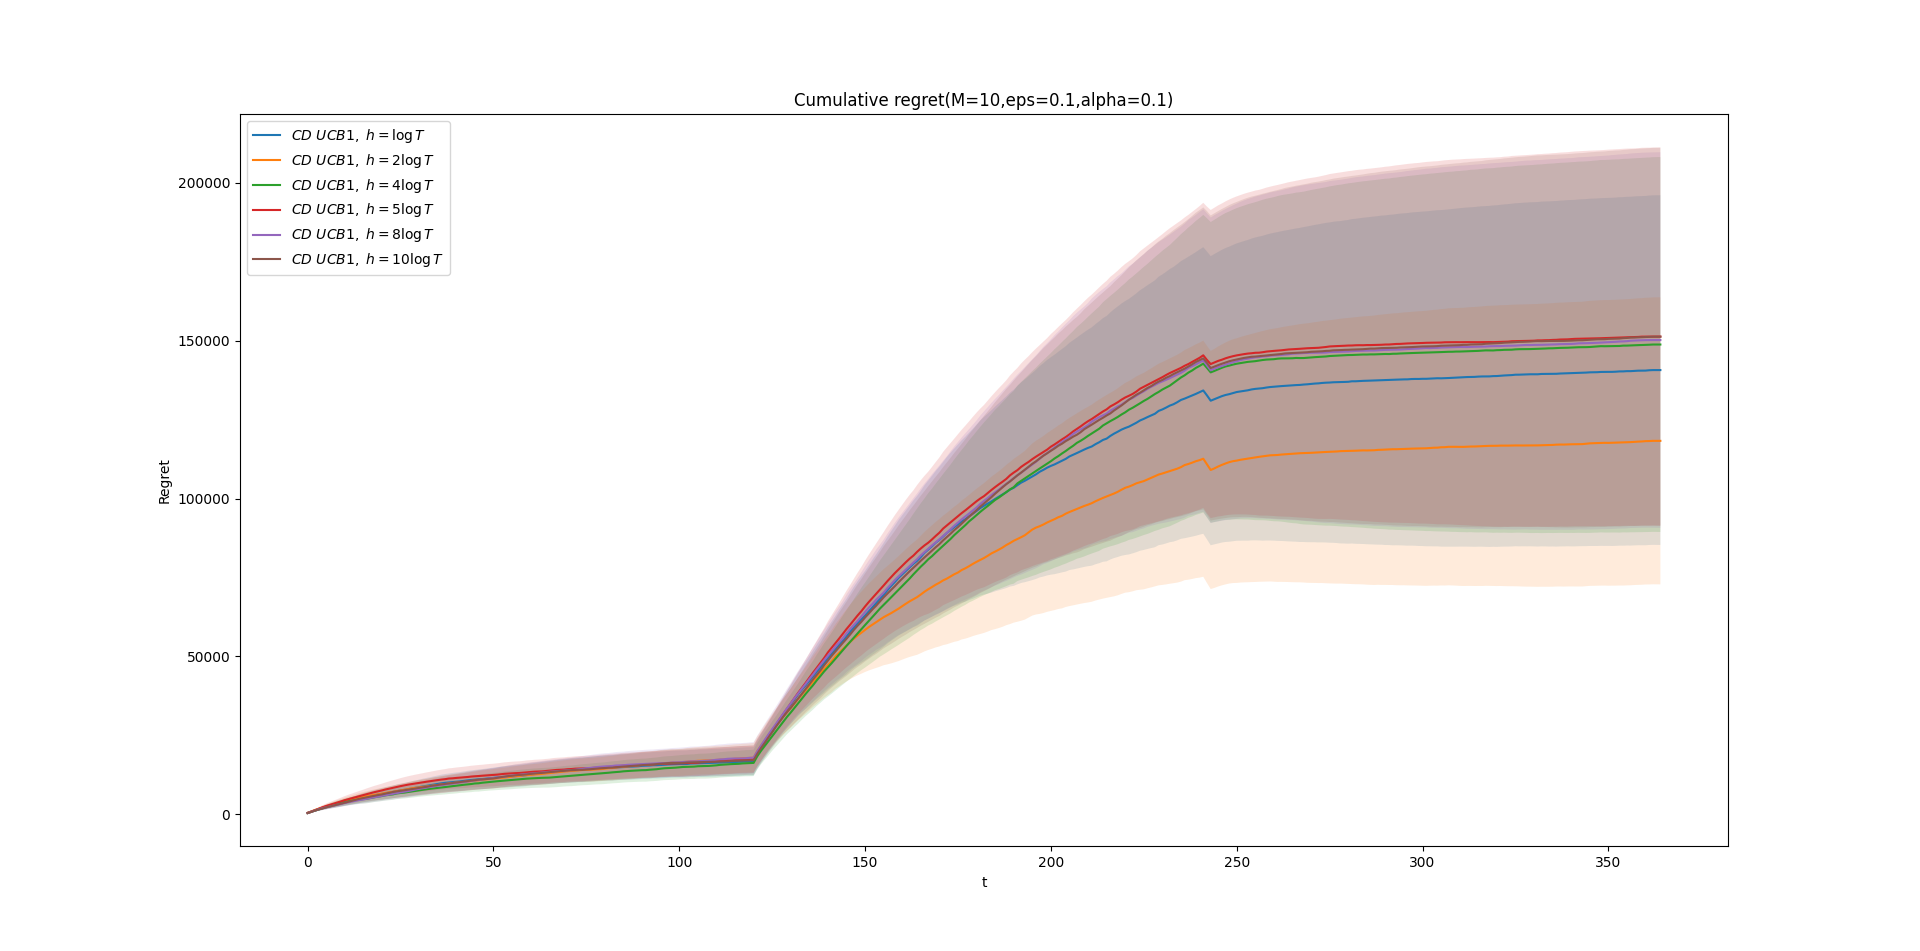 Cumulative regret(M=10,eps=0.1,alpha=0.1)
CD UCB1, h = log T
CD UCB1, h = 2log T
CD UCB1, h = 4log T
CD UCB1, h = 5log T
CD UCB1, h = 8log T
CD UCB1, h = 10log T
200000
150000
100000
50000
0
Regret
0 50 100 150 200 250 300 350
t